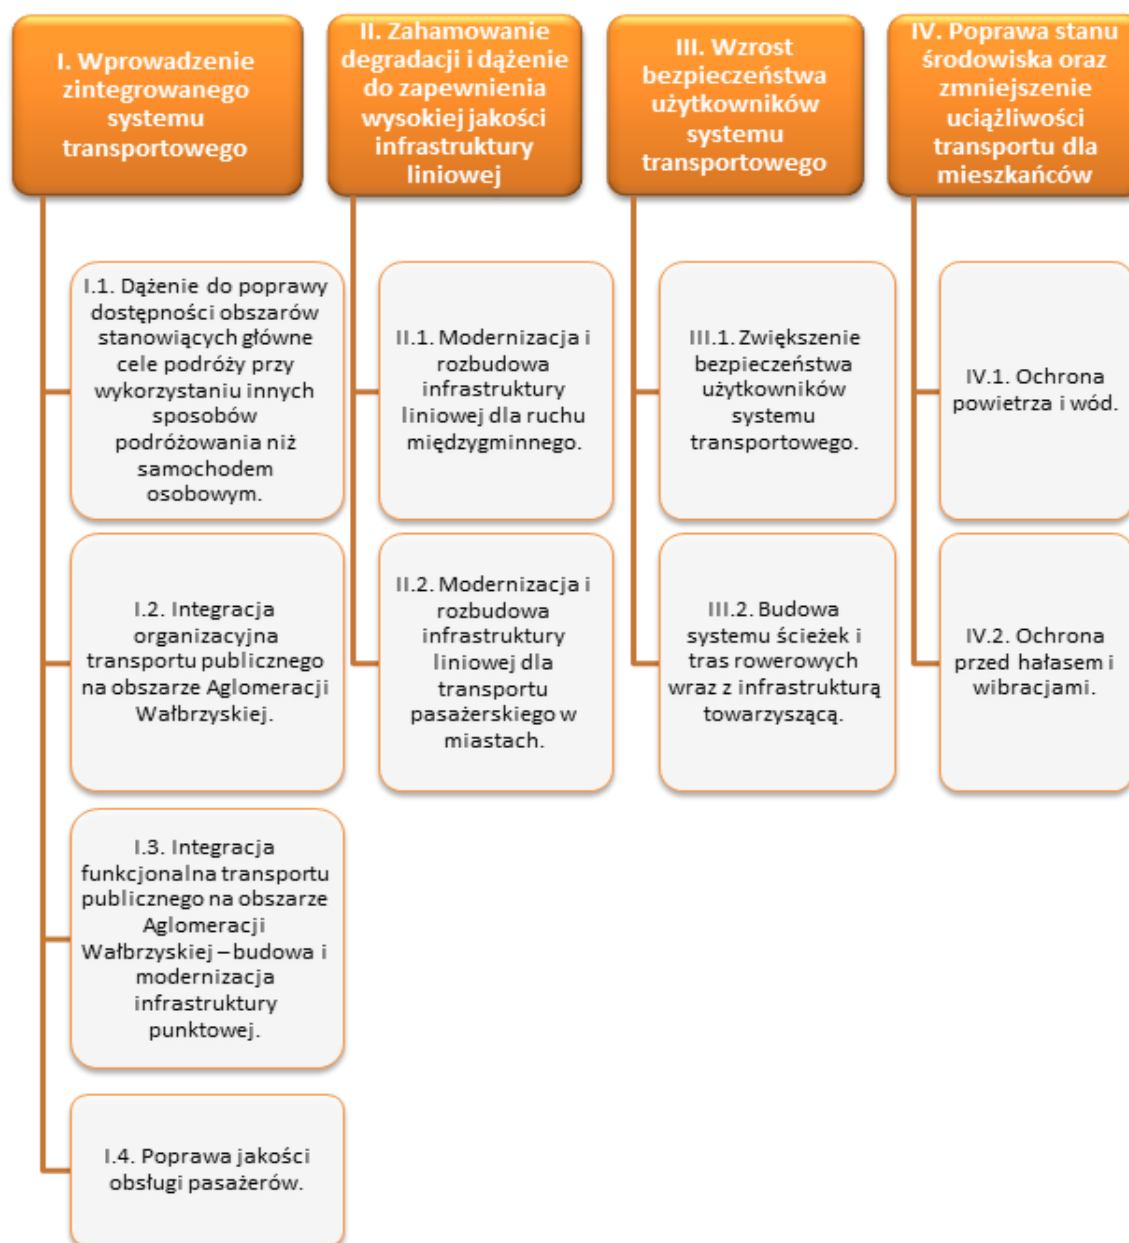 I. Wprowadzenie
zintegrowanego
systemu
transportowego
I.1. Dążenie do poprawy
dostępności obszarów
stanowiących główne
cele podróży przy
wykorzystaniu innych
sposobów
podróżowania niż
samochodem
osobowym.
I.2. Integracja
organizacyjna
transportu publicznego
na obszarze Aglomeracji
Wałbrzyskiej.
I.3. Integracja
funkcjonalna transportu
publicznego na obszarze
Aglomeracji
Wałbrzyskiej – budowa i
modernizacja
infrastruktury
punktowej.
I.4. Poprawa jakości
obsługi pasażerów.
II. Zahamowanie
degradacji i dążenie
do zapewnienia
wysokiej jakości
infrastruktury
liniowej
II.1. Modernizacja i
rozbudowa
infrastruktury
liniowej dla ruchu
międzygminnego.
II.2. Modernizacja i
rozbudowa
infrastruktury
liniowej dla
transportu
pasażerskiego w
miastach.
III. Wzrost
bezpieczeństwa
użytkowników
systemu
transportowego
III.1. Zwiększenie
bezpieczeństwa
użytkowników
systemu
transportowego.
III.2. Budowa
systemu ścieżek i
tras rowerowych
wraz z infrastrukturą
towarzyszącą.
IV. Poprawa stanu
środowiska oraz
zmniejszenie
uciążliwości
transportu dla
mieszkańców
IV.1. Ochrona
powietrza i wód.
IV.2. Ochrona
przed hałasem i
wibracjami.